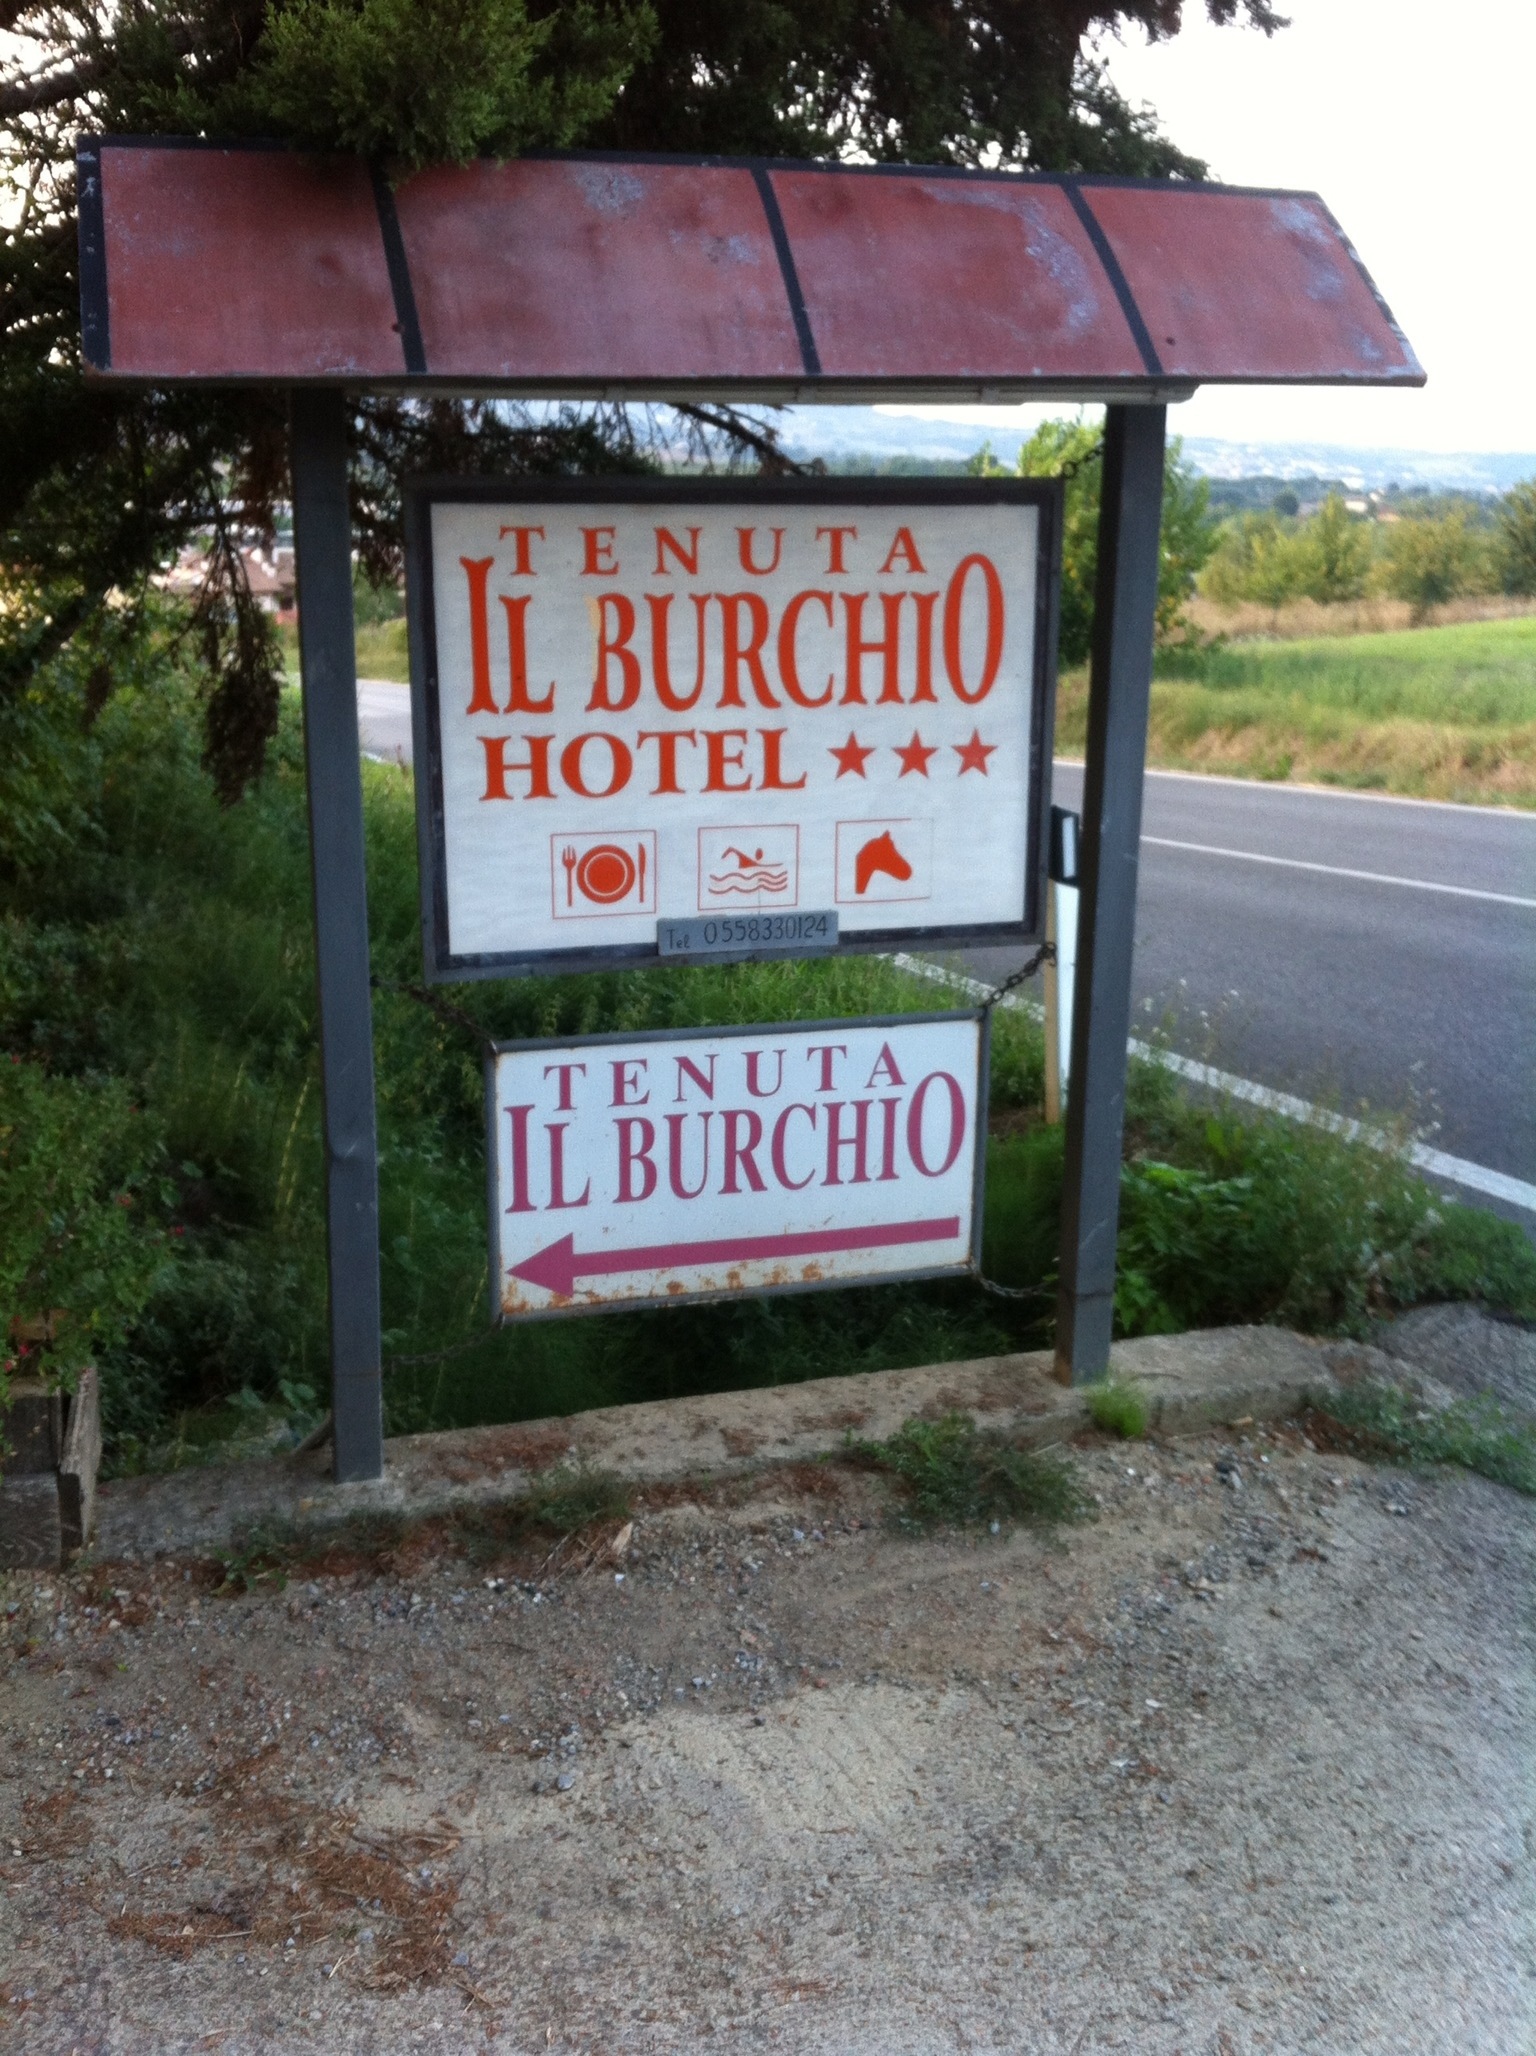 TENUTA
IL BURCHIO
HOTEL ★★★
Tel 0558330124
TENUTA
IL BURCHIO